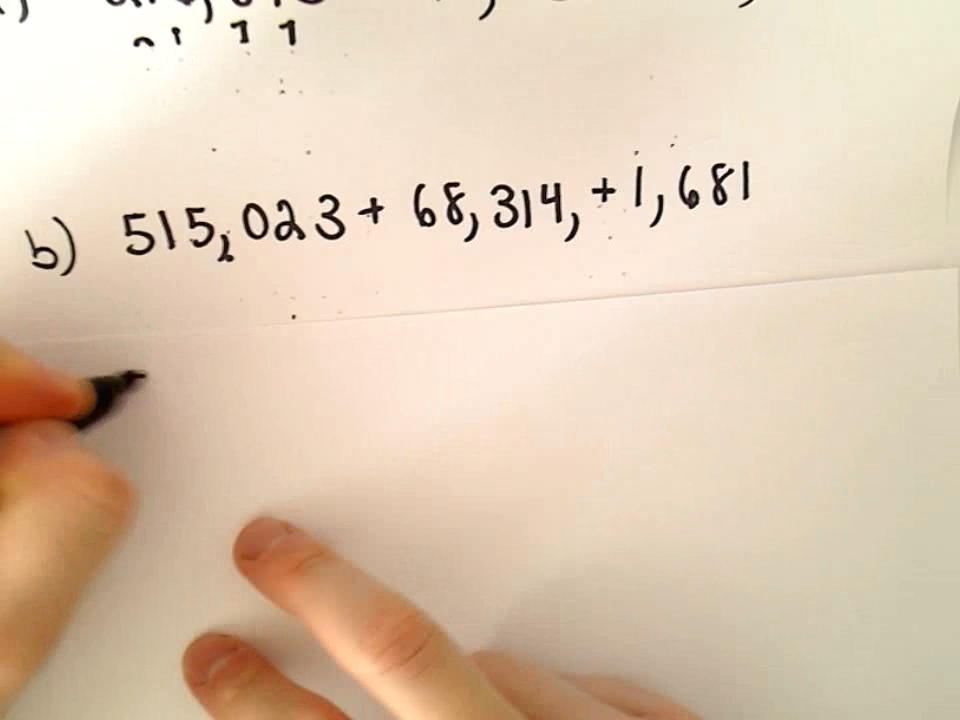 b) 515,023 + 68,314, + 1,681